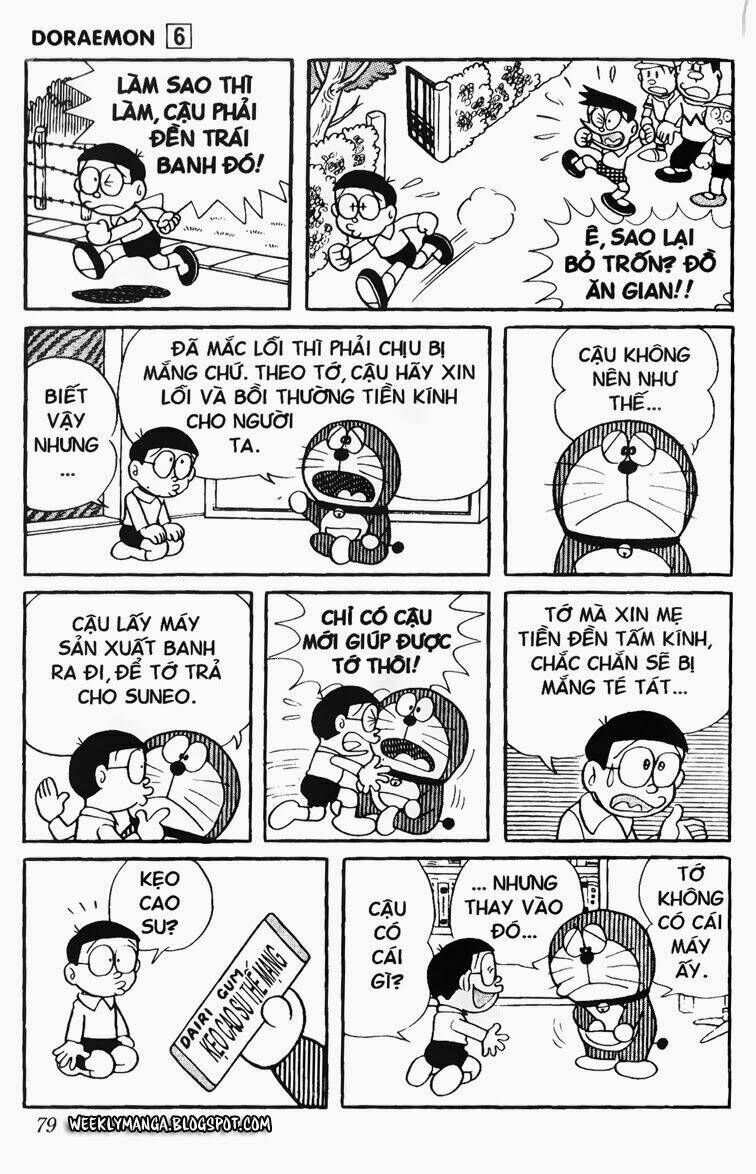 DORAEMON 6
Ê, SAO LẠI
BỎ TRỐN? ĐỒ
ĂN GIAN!!
LÀM SAO THÌ
LÀM, CẬU PHẢI
ĐỀN TRÁI
BANH ĐÓ!
CẬU KHÔNG
NÊN NHƯ
THẾ...
ĐÃ MẮC LỖI THÌ PHẢI CHỊU BỊ
MẮNG CHỨ. THEO TỚ, CẬU HÃY XIN
LỖI VÀ BỒI THƯỜNG TIỀN KÍNH
CHO NGƯỜI
TA.
BIẾT
VẬY
NHƯNG
...
TỚ MÀ XIN MẸ
TIỀN ĐỀN TẤM KÍNH,
CHẮC CHẮN SẼ BỊ
MẮNG TÉ TÁT...
CHỈ CÓ CẬU
MỚI GIÚP ĐƯỢC
TỚ THÔI!
CẬU LẤY MÁY
SẢN XUẤT BANH
RA ĐI, ĐỂ TỚ TRẢ
CHO SUNEO.
TỚ
KHÔNG
CÓ CÁI
MÁY
ẤY.
... NHƯNG
THAY VÀO
ĐÓ...
CẬU
CÓ
CÁI
GÌ?
KẸO
CAO
SU?
DAIRI GUM
KẸO CAO SU THẾ MẠNG
79 WEEKLYMANGA.BLOGSPOT.COM